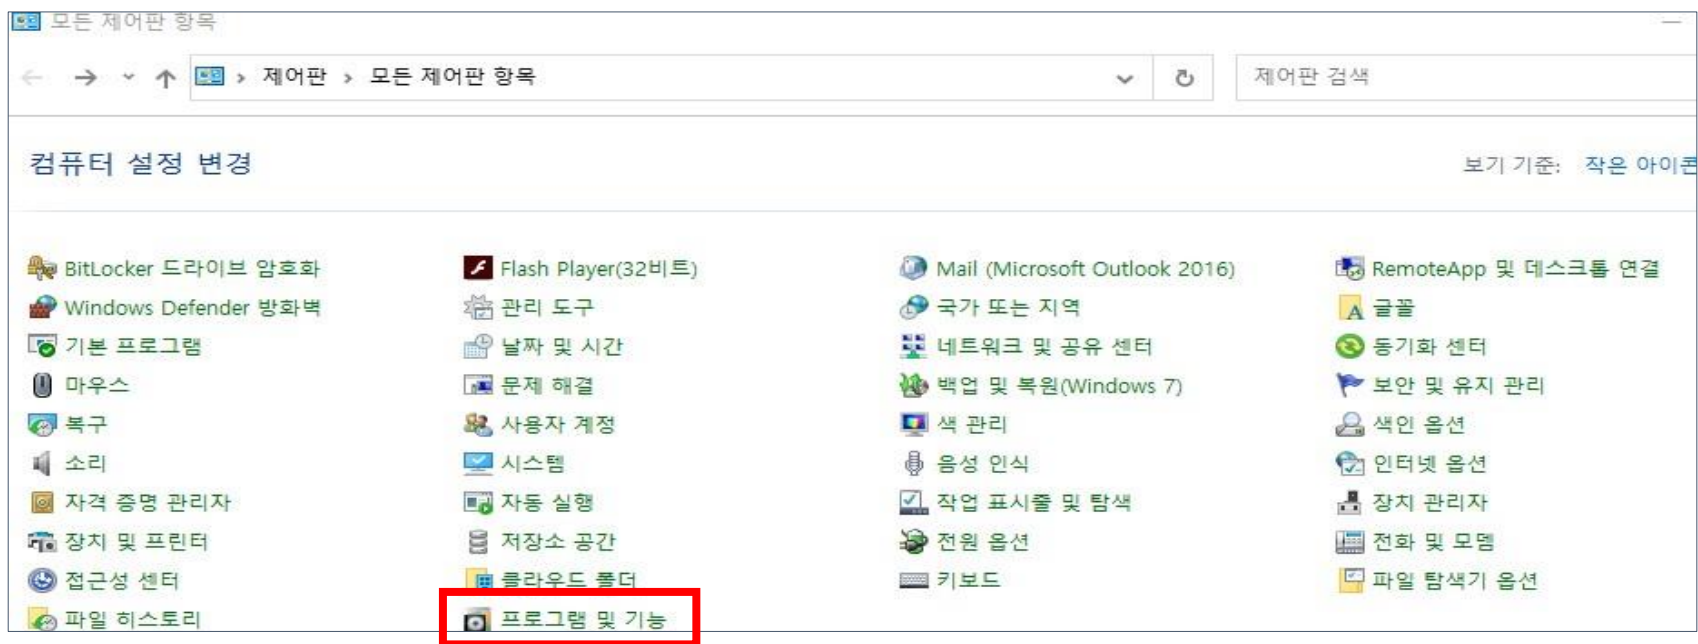 모든 제어판 항목
제어판 › 모든 제어판 항목
제어판 검색
컴퓨터 설정 변경
보기 기준: 작은 아이콘
BitLocker 드라이브 암호화
Flash Player(32비트)
Mail (Microsoft Outlook 2016)
RemoteApp 및 데스크톱 연결
Windows Defender 방화벽
관리 도구
국가 또는 지역
글꼴
기본 프로그램
날짜 및 시간
네트워크 및 공유 센터
동기화 센터
마우스
문제 해결
백업 및 복원(Windows 7)
보안 및 유지 관리
복구
사용자 계정
색 관리
색인 옵션
소리
시스템
음성 인식
인터넷 옵션
자격 증명 관리자
자동 실행
작업 표시줄 및 탐색
장치 관리자
장치 및 프린터
저장소 공간
전원 옵션
전화 및 모뎀
접근성 센터
클라우드 폴더
키보드
파일 탐색기 옵션
파일 히스토리
프로그램 및 기능